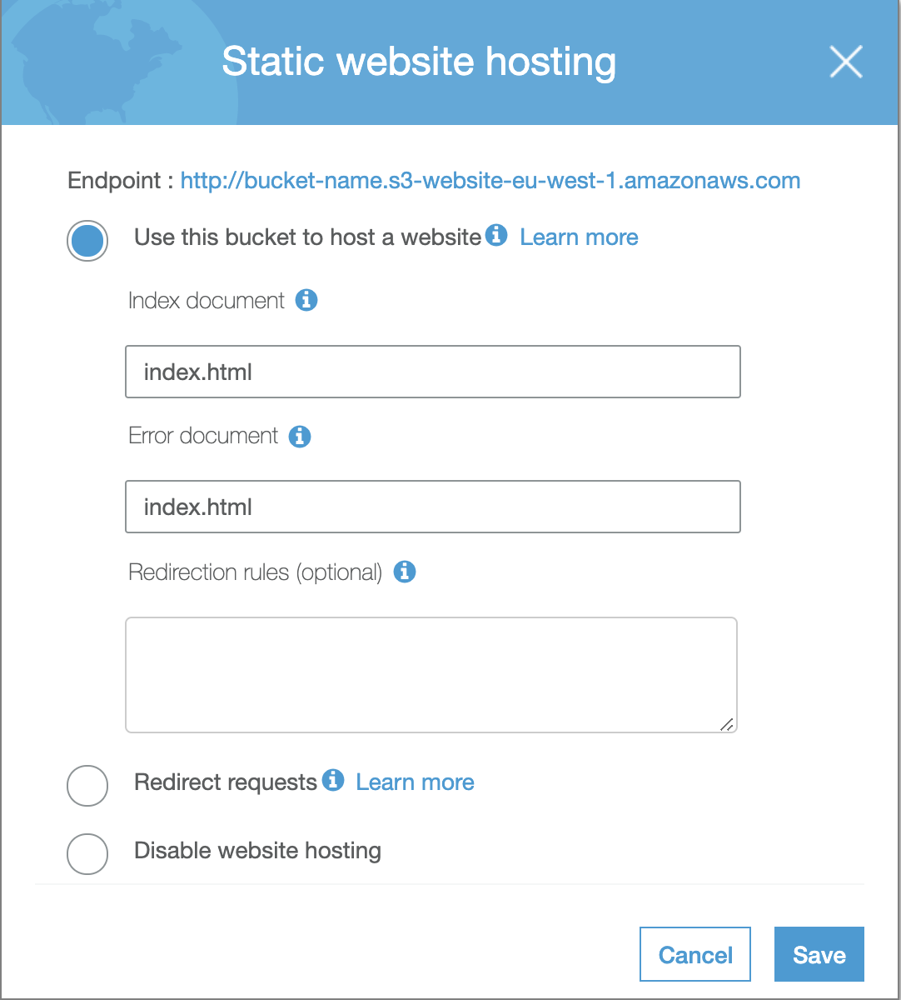 Static website hosting
Endpoint : http://bucket-name.s3-website-eu-west-1.amazonaws.com
Use this bucket to host a website Learn more
Index document
index.html
Error document
index.html
Redirection rules (optional)
Redirect requests Learn more
Disable website hosting
Cancel Save